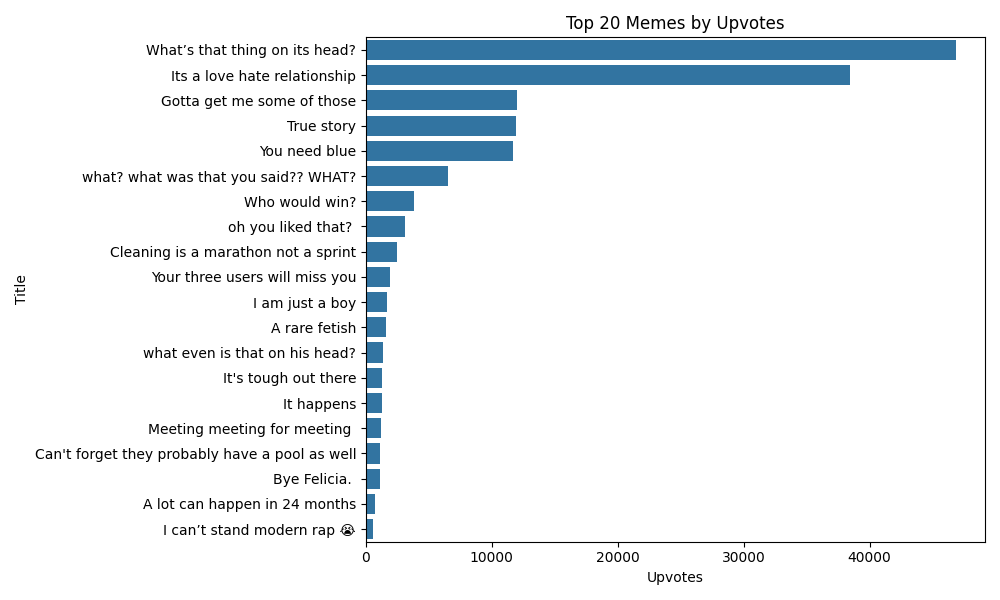 Top 20 Memes by Upvotes
Title
What’s that thing on its head?
Its a love hate relationship
Gotta get me some of those
True story
You need blue
what? what was that you said?? WHAT?
Who would win?
oh you liked that?
Cleaning is a marathon not a sprint
Your three users will miss you
I am just a boy
A rare fetish
what even is that on his head?
It's tough out there
It happens
Meeting meeting for meeting
Can't forget they probably have a pool as well
Bye Felicia.
A lot can happen in 24 months
I can’t stand modern rap 😭
0 10000 20000 30000 40000
Upvotes